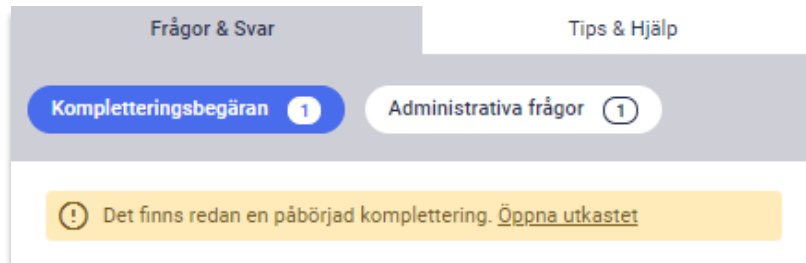 Frågor & Svar
Tips & Hjälp
Kompletteringsbegäran 1
Administrativa frågor 1
Det finns redan en påbörjad komplettering. Öppna utkastet